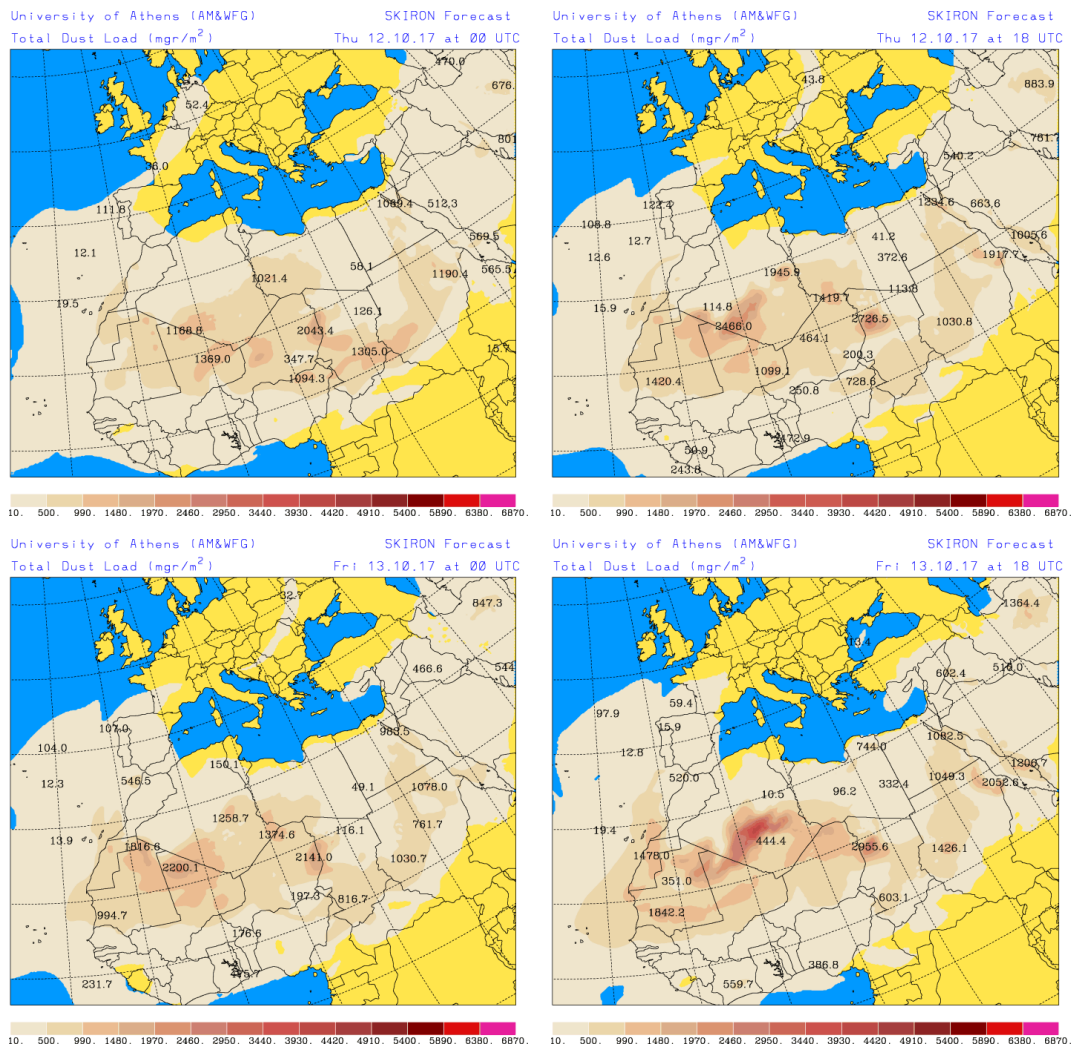 University of Athens (AM&WFG) SKIRON Forecast
Total Dust Load (mgr/m²) Thu 12.10.17 at 00 UTC
470.0
676.
52.4
801
36.0
1089.4 512.3
111.8
569.5
12.1 58.1 1190.4 565.5
1021.4
19.5 126.1
1168.8 2043.4
1369.0 347.7 1305.0 15.7
1094.3
10. 500. 990. 1480. 1970. 2460. 2950. 3440. 3930. 4420. 4910. 5400. 5890. 6380. 6870.
University of Athens (AM&WFG) SKIRON Forecast
Total Dust Load (mgr/m²) Thu 12.10.17 at 18 UTC
43.8 883.9
781.7
540.2
122.4 1234.6 663.6
108.8
12.7 41.2 1005.6
12.6 372.6 1917.7
1945.9
113.8
15.9 114.8 1419.7
2466.0 2726.5 1030.8
464.1
200.3
1420.4 1099.1 728.6
250.8
2472.9
50.9
243.8
10. 500. 990. 1480. 1970. 2460. 2950. 3440. 3930. 4420. 4910. 5400. 5890. 6380. 6870.
University of Athens (AM&WFG) SKIRON Forecast
Total Dust Load (mgr/m²) Fri 13.10.17 at 00 UTC
32.7 847.3
466.6 544
107.0 983.5
104.0
150.1
12.3 546.5 49.1 1078.0
1258.7 761.7
13.9 1374.6 116.1
1816.6
2200.1 2141.0 1030.7
197.3 816.7
994.7
176.6
231.7
10. 500. 990. 1480. 1970. 2460. 2950. 3440. 3930. 4420. 4910. 5400. 5890. 6380. 6870.
University of Athens (AM&WFG) SKIRON Forecast
Total Dust Load (mgr/m²) Fri 13.10.17 at 18 UTC
1364.4
13.4
602.4 510.0
59.4
97.9
15.9 1082.5
12.8 744.0
1200.7
520.0 1049.3 2052.6
10.5 96.2 332.4
19.4
444.4 2955.6 1426.1
1478.0
351.0
603.1
1842.2
386.8
559.7
10. 500. 990. 1480. 1970. 2460. 2950. 3440. 3930. 4420. 4910. 5400. 5890. 6380. 6870.